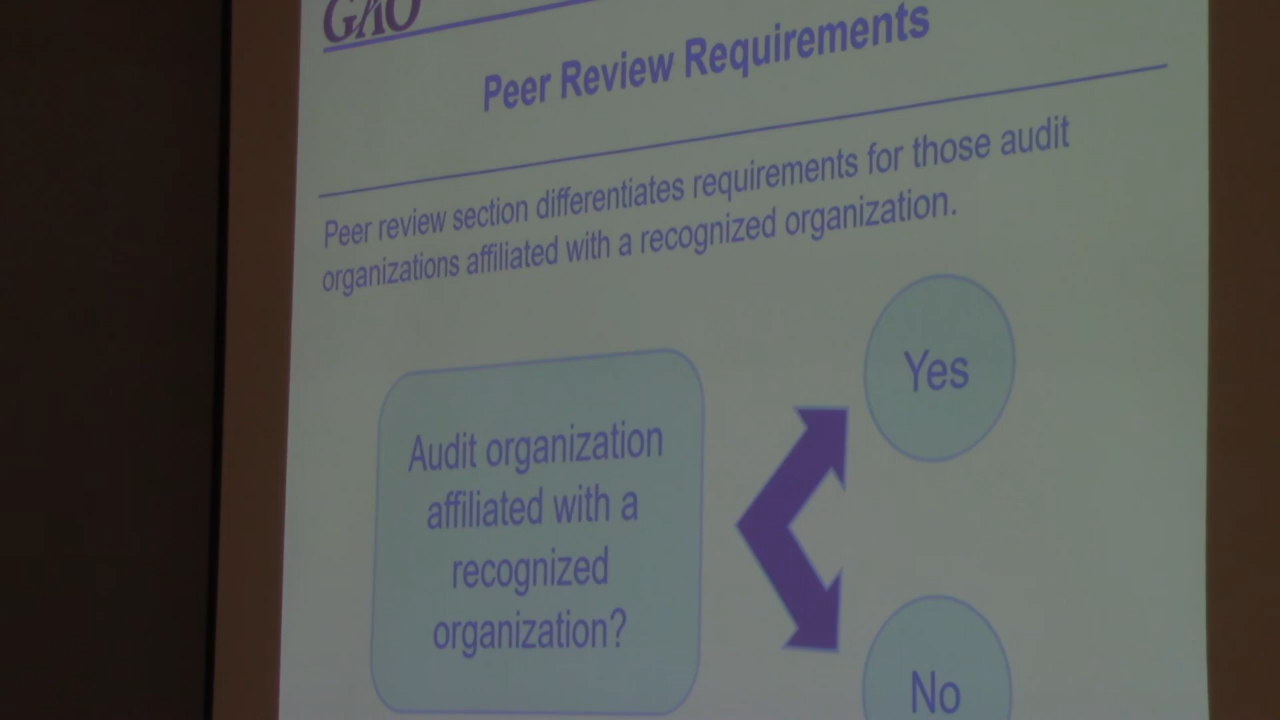 GAO
Peer Review Requirements
Peer review section differentiates requirements for those audit
organizations affiliated with a recognized organization.
Yes
Audit organization
affiliated with a
recognized
organization?
No